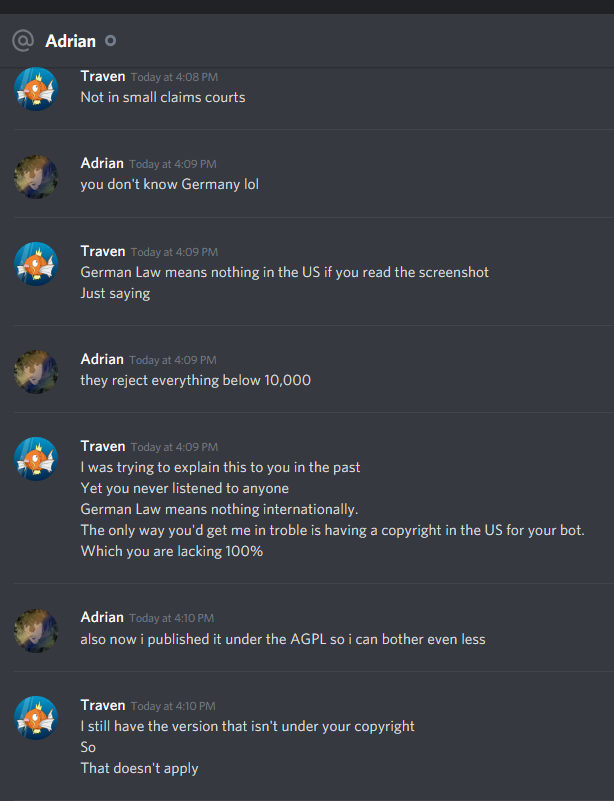 Adrian
Traven Today at 4:08 PM
Not in small claims courts
Adrian Today at 4:09 PM
you don't know Germany lol
Traven Today at 4:09 PM
German Law means nothing in the US if you read the screenshot
Just saying
Adrian Today at 4:09 PM
they reject everything below 10,000
Traven Today at 4:09 PM
I was trying to explain this to you in the past
Yet you never listened to anyone
German Law means nothing internationally.
The only way you'd get me in troble is having a copyright in the US for your bot.
Which you are lacking 100%
Adrian Today at 4:10 PM
also now i published it under the AGPL so i can bother even less
Traven Today at 4:10 PM
I still have the version that isn't under your copyright
So
That doesn't apply